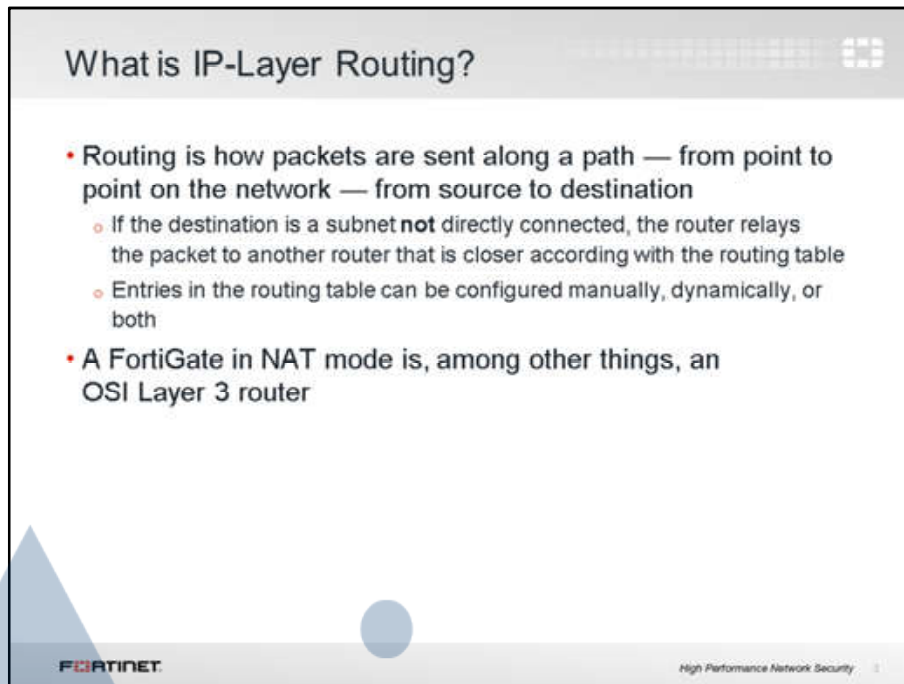 What is IP-Layer Routing?
• Routing is how packets are sent along a path — from point to
point on the network — from source to destination
o If the destination is a subnet not directly connected, the router relays
the packet to another router that is closer according with the routing table
o Entries in the routing table can be configured manually, dynamically, or
both
• A FortiGate in NAT mode is, among other things, an
OSI Layer 3 router
FORTINET
High Performance Network Security